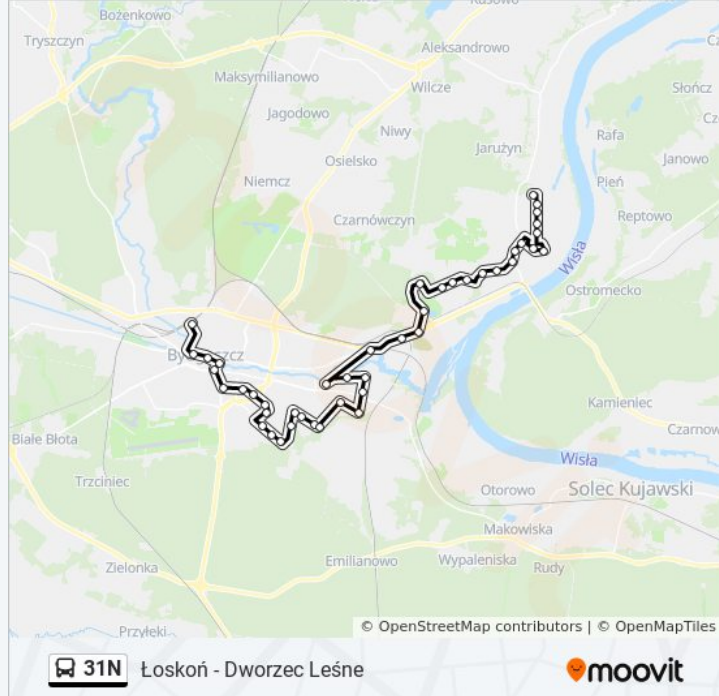 Bożenkowo
Rusowo
Tryszczyn
Aleksandrowo
Maksymilianowo
Wilcze
Słończ
Jagodowo
Niwy
Rafa
Jarużyn
Janowo
Osielsko
Niemcz
Pień
Czarnówczyn
Reptowo
Wisła
Ostromecko
Kamieniec
Białe Błota
Czarnow
Wisła
Trzciniec
Otorowo
Solec Kujawski
Makowiska
Emilianowo
Wypaleniska
Rudy
Zielonka
Przyłęki
© OpenStreetMap contributors | © OpenMapTiles
31N Łoskoń - Dworzec Leśne
moovit